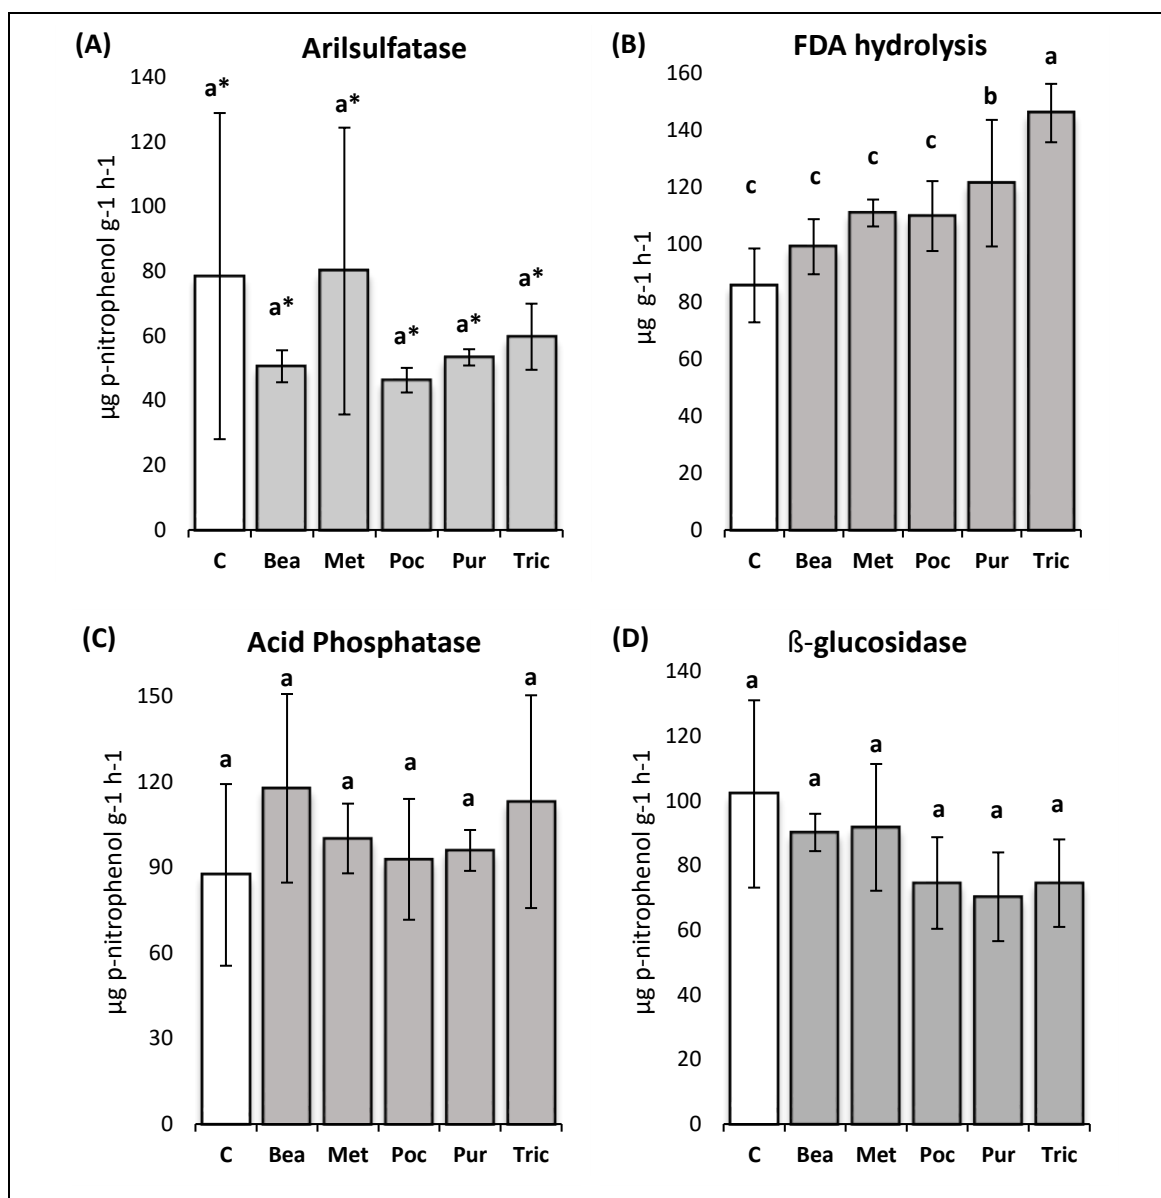 (A) Arilsulfatase
µg p-nitrophenol g-1 h-1
140
120
100
80
60
40
20
0
a* a* a* a* a* a*
C Bea Met Poc Pur Tric
(B) FDA hydrolysis
µg g-1 h-1
160
140
120
100
80
60
40
20
0
c c c c b a
C Bea Met Poc Pur Tric
(C) Acid Phosphatase
µg p-nitrophenol g-1 h-1
150
120
90
60
30
0
a a a a a a
C Bea Met Poc Pur Tric
(D) ß-glucosidase
µg p-nitrophenol g-1 h-1
140
120
100
80
60
40
20
0
a a a a a a
C Bea Met Poc Pur Tric